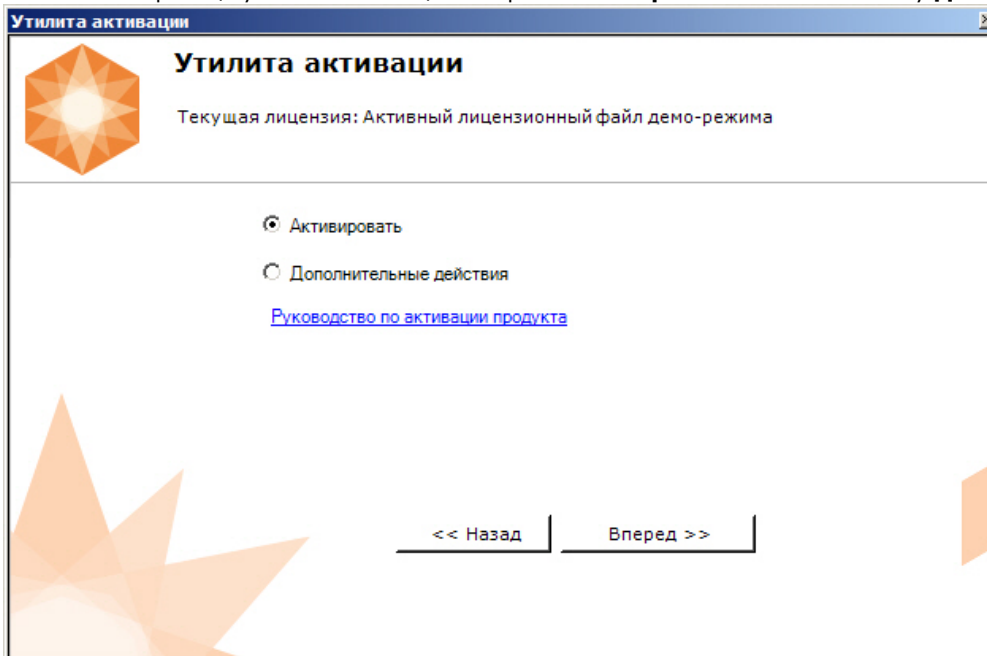 Утилита активации
Утилита активации
Текущая лицензия: Активный лицензионный файл демо-режима
Активировать
Дополнительные действия
Руководство по активации продукта
<< Назад
Вперед >>